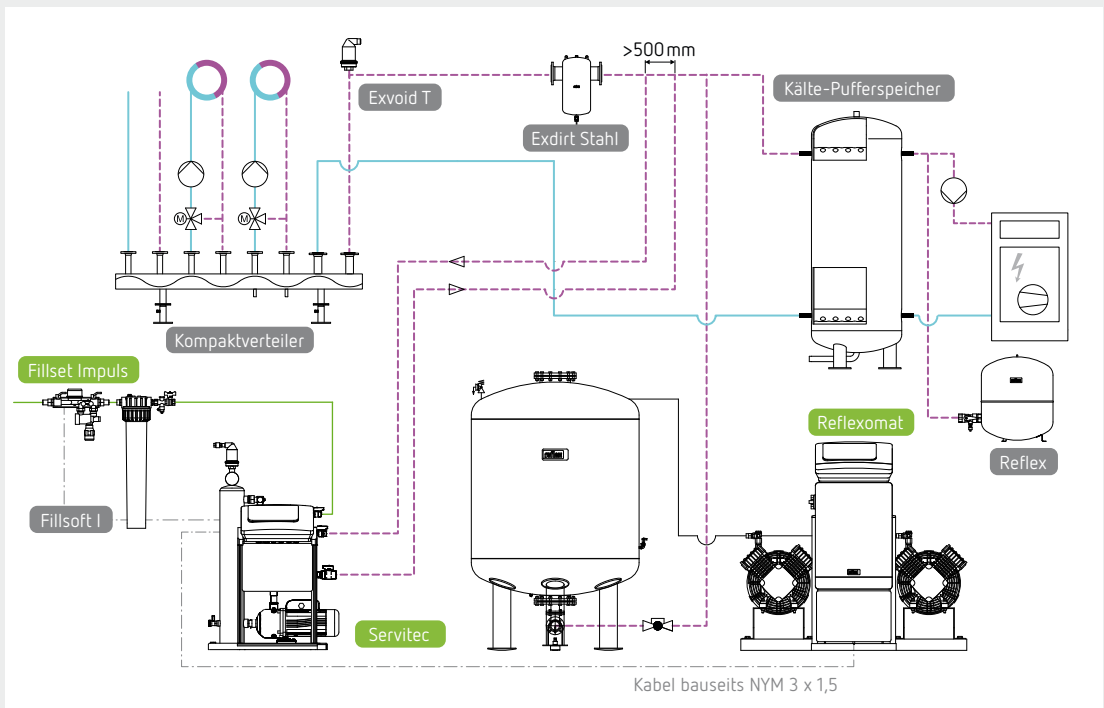 >500 mm
Exvoid T
Exdirt Stahl
Kälte-Pufferspeicher
M
M
Kompaktverteiler
Fillset Impuls
Reflexomat
reflex
Reflex
Fillsoft I
Servitec
Kabel bauseits NYM 3 x 1,5